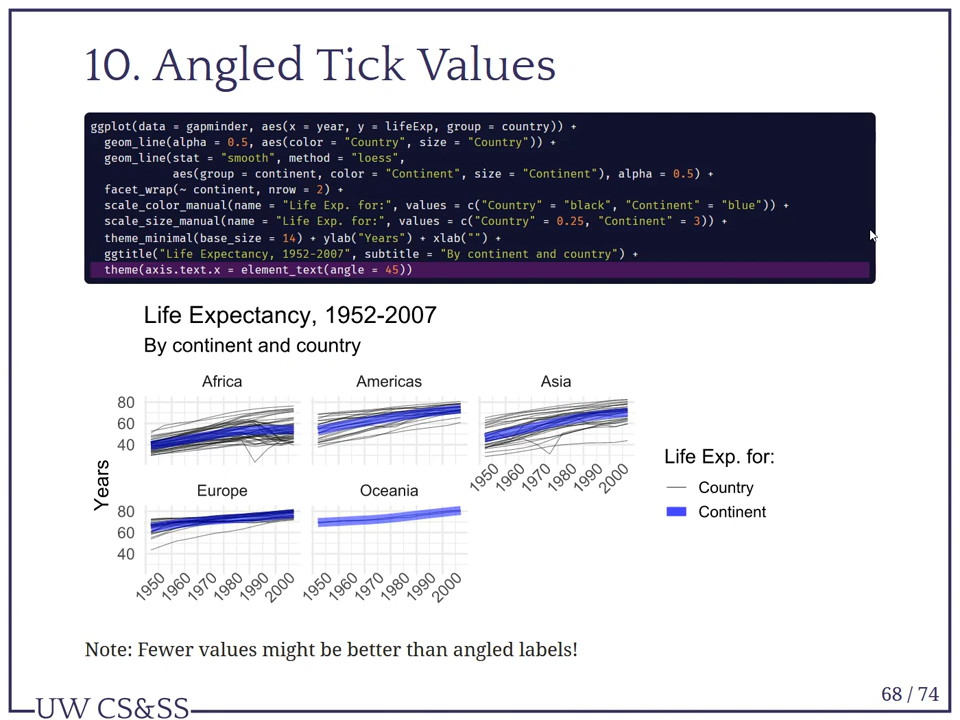 10. Angled Tick Values
ggplot(data = gapminder, aes(x = year, y = lifeExp, group = country)) +
  geom_line(alpha = 0.5, aes(color = "Country", size = "Country")) +
  geom_line(stat = "smooth", method = "loess",
            aes(group = continent, color = "Continent", size = "Continent"), alpha = 0.5) +
  facet_wrap(~ continent, nrow = 2) +
  scale_color_manual(name = "Life Exp. for:", values = c("Country" = "black", "Continent" = "blue")) +
  scale_size_manual(name = "Life Exp. for:", values = c("Country" = 0.25, "Continent" = 3)) +
  theme_minimal(base_size = 14) + ylab("Years") + xlab("") +
  ggtitle("Life Expectancy, 1952-2007", subtitle = "By continent and country") +
  theme(axis.text.x = element_text(angle = 45))
Life Expectancy, 1952-2007
By continent and country
Africa Americas Asia
80
60
40
1950 1960 1970 1980 1990 2000
Years
Europe Oceania
80
60
40
1950 1960 1970 1980 1990 2000 1950 1960 1970 1980 1990 2000
Life Exp. for:
Country
Continent
Note: Fewer values might be better than angled labels!
UW CS&SS
68 / 74